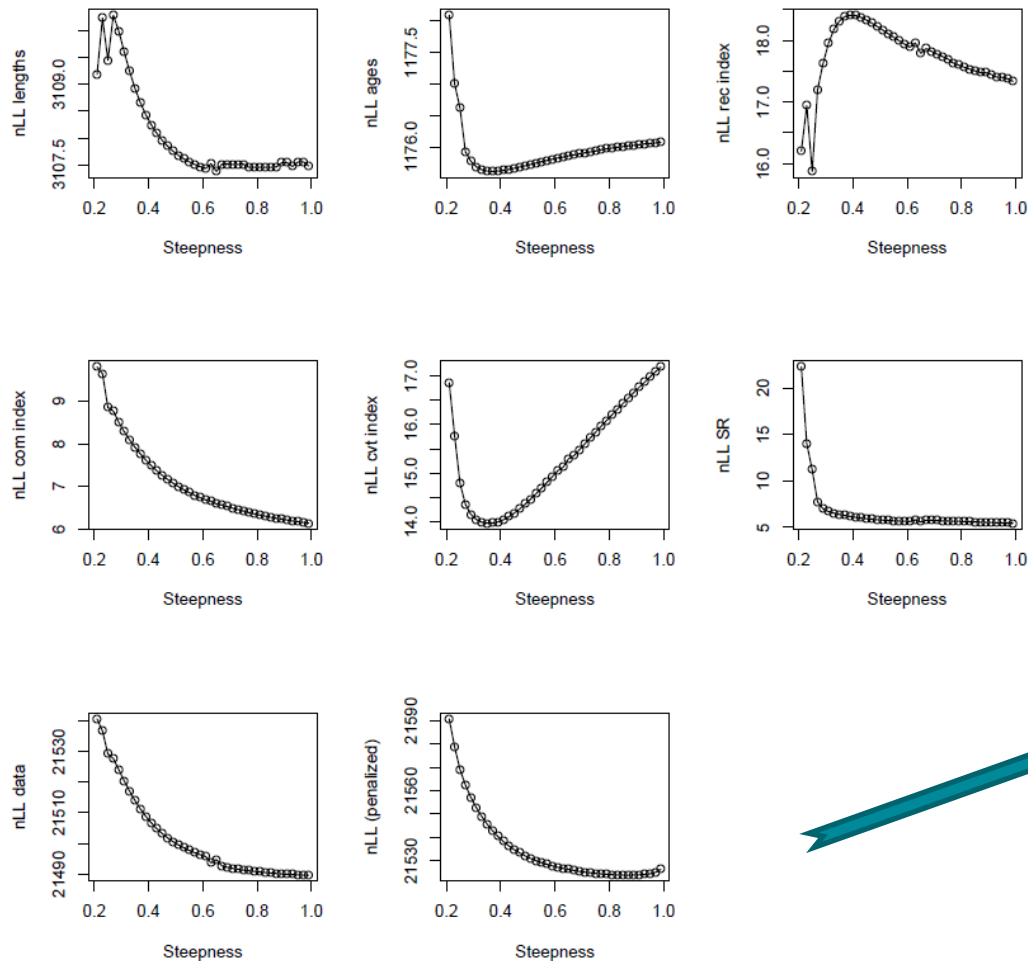 nLL lengths
3107.5 3109.0
0.2 0.4 0.6 0.8 1.0
Steepness
nLL ages
1176.0 1177.5
0.2 0.4 0.6 0.8 1.0
Steepness
nLL rec index
16.0 17.0 18.0
0.2 0.4 0.6 0.8 1.0
Steepness
nLL com index
6 7 8 9
0.2 0.4 0.6 0.8 1.0
Steepness
nLL cvt index
14.0 15.0 16.0 17.0
0.2 0.4 0.6 0.8 1.0
Steepness
nLL SR
5 10 15 20
0.2 0.4 0.6 0.8 1.0
Steepness
nLL data
21490 21510 21530
0.2 0.4 0.6 0.8 1.0
Steepness
nLL (penalized)
21530 21560 21590
0.2 0.4 0.6 0.8 1.0
Steepness